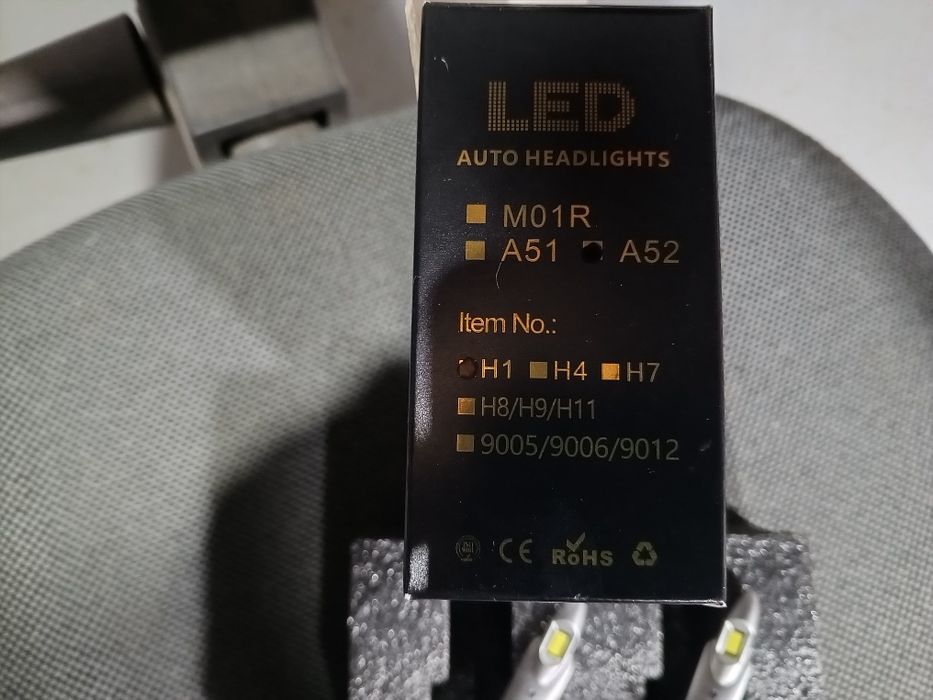 LED
AUTO HEADLIGHTS
M01R
A51 A52
Item No.:
H1 H4 H7
H8/H9/H11
9005/9006/9012
CE RoHS